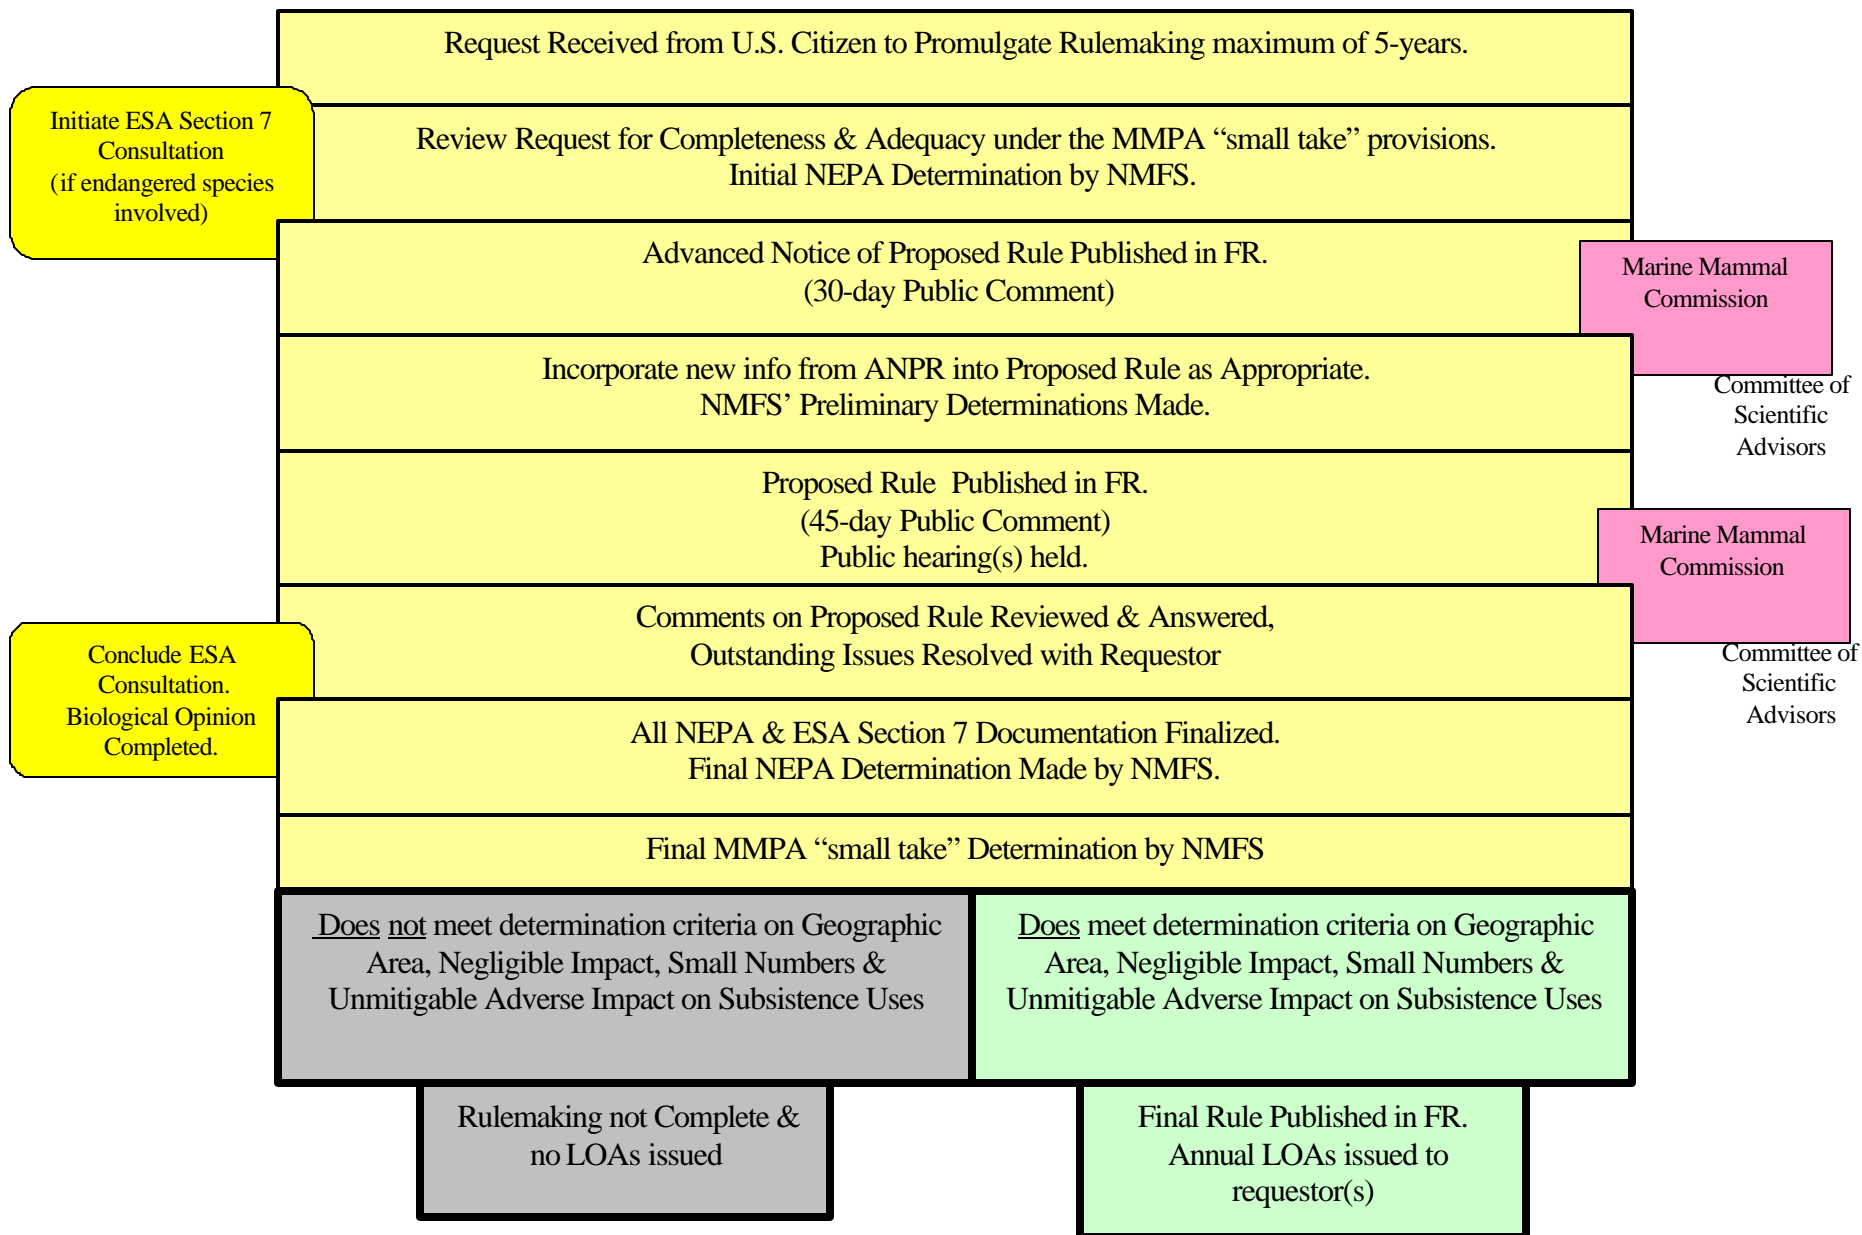 Request Received from U.S. Citizen to Promulgate Rulemaking maximum of 5-years.
Initiate ESA Section 7
Consultation
(if endangered species
involved)
Review Request for Completeness & Adequacy under the MMPA “small take” provisions.
Initial NEPA Determination by NMFS.
Advanced Notice of Proposed Rule Published in FR.
(30-day Public Comment)
Marine Mammal
Commission
Committee of
Scientific
Advisors
Incorporate new info from ANPR into Proposed Rule as Appropriate.
NMFS’ Preliminary Determinations Made.
Proposed Rule Published in FR.
(45-day Public Comment)
Public hearing(s) held.
Marine Mammal
Commission
Committee of
Scientific
Advisors
Comments on Proposed Rule Reviewed & Answered,
Outstanding Issues Resolved with Requestor
Conclude ESA
Consultation.
Biological Opinion
Completed.
All NEPA & ESA Section 7 Documentation Finalized.
Final NEPA Determination Made by NMFS.
Final MMPA “small take” Determination by NMFS
Does not meet determination criteria on Geographic
Area, Negligible Impact, Small Numbers &
Unmitigable Adverse Impact on Subsistence Uses
Does meet determination criteria on Geographic
Area, Negligible Impact, Small Numbers &
Unmitigable Adverse Impact on Subsistence Uses
Rulemaking not Complete &
no LOAs issued
Final Rule Published in FR.
Annual LOAs issued to
requestor(s)